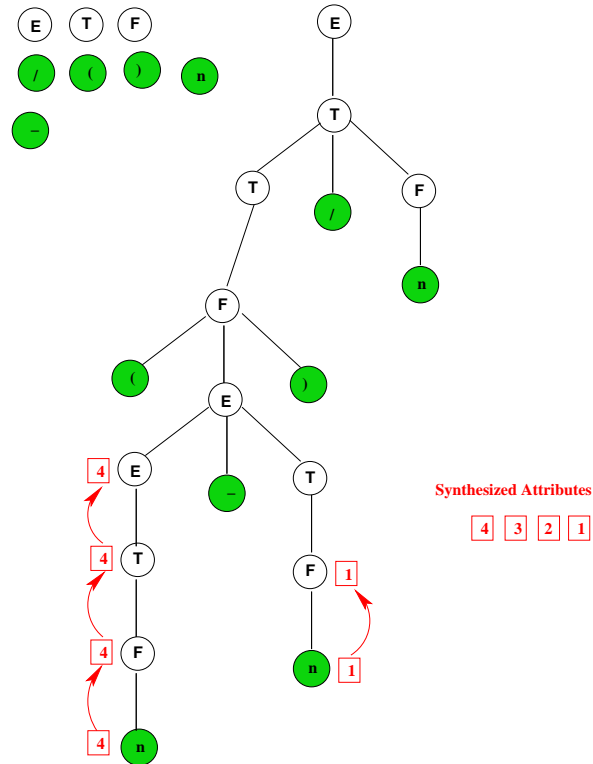 E T F
E
/ ( ) n
T
–
T
F
/
n
F
( )
E
4 E
T
–
Synthesized Attributes
4 3 2 1
4 T
F 1
4 F
n 1
4 n